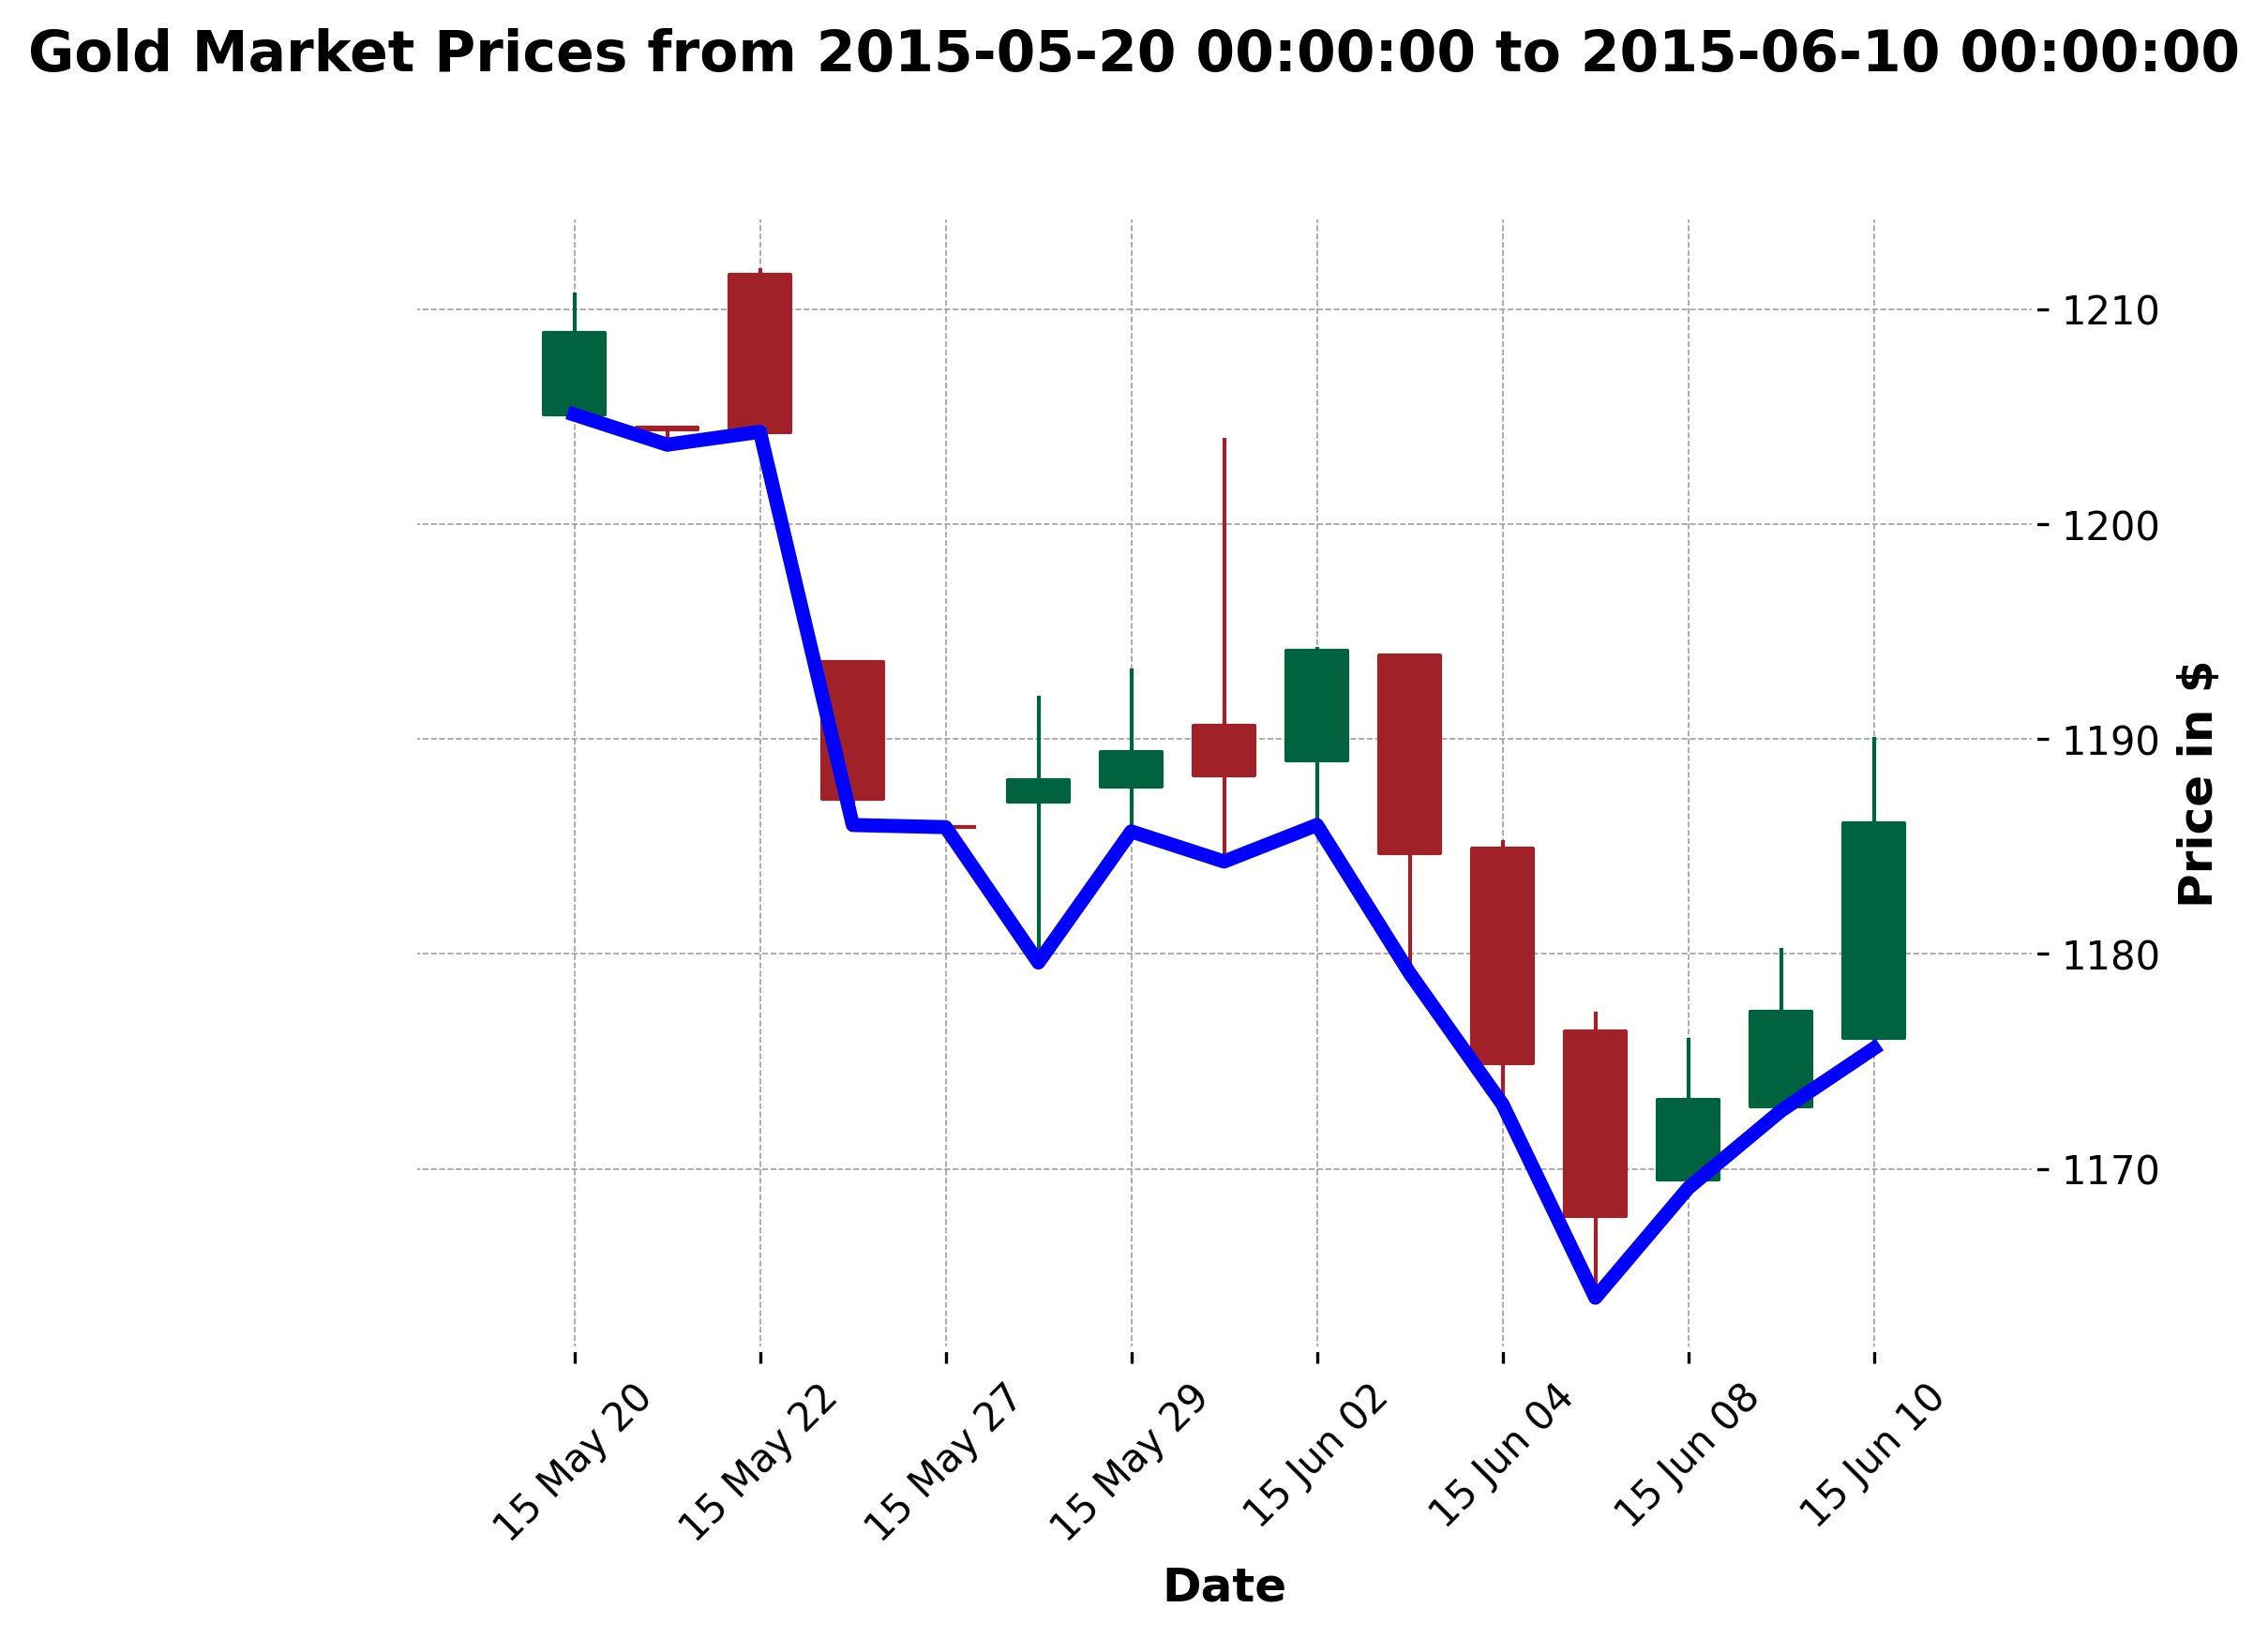 Gold Market Prices from 2015-05-20 00:00:00 to 2015-06-10 00:00:00
1210
1200
1190
1180
1170
Price in $
15 May 20
15 May 22
15 May 27
15 May 29
15 Jun 02
15 Jun 04
15 Jun 08
15 Jun 10
Date